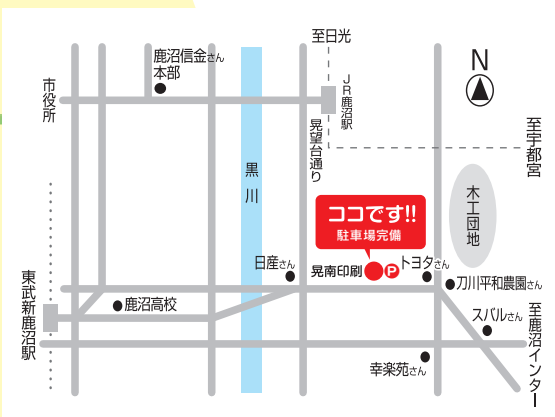 至日光
N
鹿沼信金さん
本部
市役所
JR鹿沼駅
晃望台通り
至宇都宮
黒川
木工団地
ココです!!
駐車場完備
日産さん
晃南印刷
P
トヨタさん
刀川平和農園さん
東武新鹿沼駅
鹿沼高校
スバルさん
至鹿沼インター
幸楽苑さん